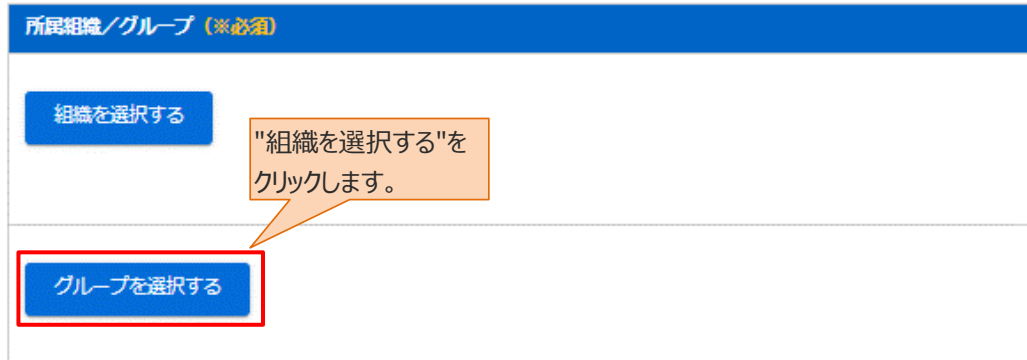 所属組織／グループ（※必須）
組織を選択する
"組織を選択する"を
クリックします。
グループを選択する